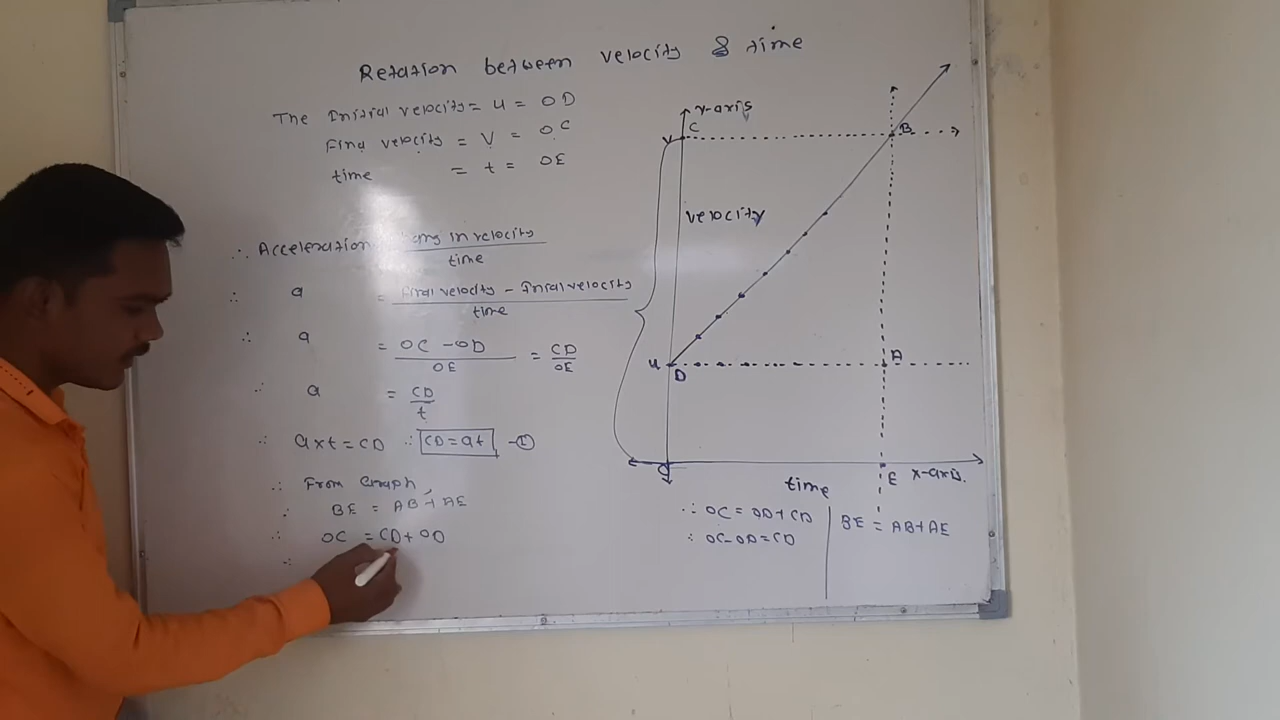 Relation between velocity & time
The Initial velocity = u = OD
Final velocity = V = OC
time = t = OE
∴ Acceleration in velocity
time
∴ a = Final velocity - Initial velocity
time
∴ a = OC - OD = CD
OE OE
∴ a = CD
t
∴ a x t = CD ∴ CD = at -①
∴ From Graph,
∴ BE = AB + AE
∴ OC = CD + OD
∴
Y-axis
V C B
velocity
u D A
O E X-axis.
time
∴ OC = OD + CD
∴ OC - OD = CD
BE = AB + AE